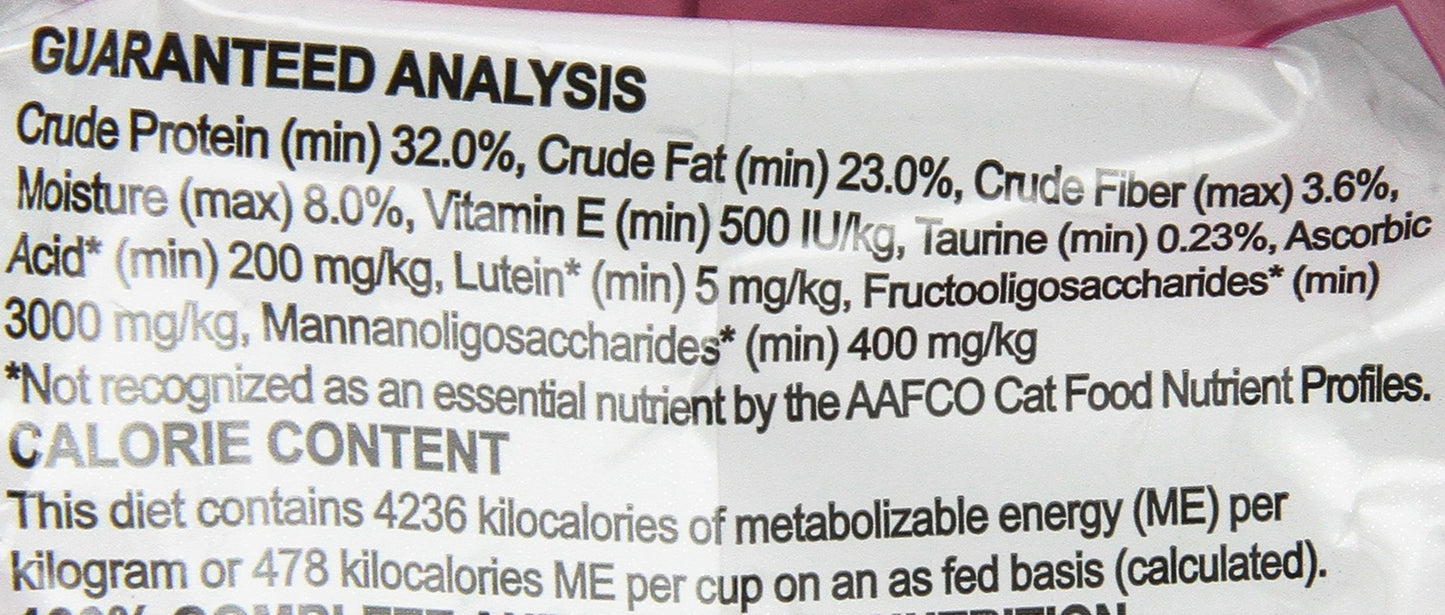 GUARANTEED ANALYSIS
Crude Protein (min) 32.0%, Crude Fat (min) 23.0%, Crude Fiber (max) 3.6%,
Moisture (max) 8.0%, Vitamin E (min) 500 IU/kg, Taurine (min) 0.23%, Ascorbic
Acid* (min) 200 mg/kg, Lutein* (min) 5 mg/kg, Fructooligosaccharides* (min)
3000 mg/kg, Mannanoligosaccharides* (min) 400 mg/kg
*Not recognized as an essential nutrient by the AAFCO Cat Food Nutrient Profiles.
CALORIE CONTENT
This diet contains 4236 kilocalories of metabolizable energy (ME) per
kilogram or 478 kilocalories ME per cup on an as fed basis (calculated).